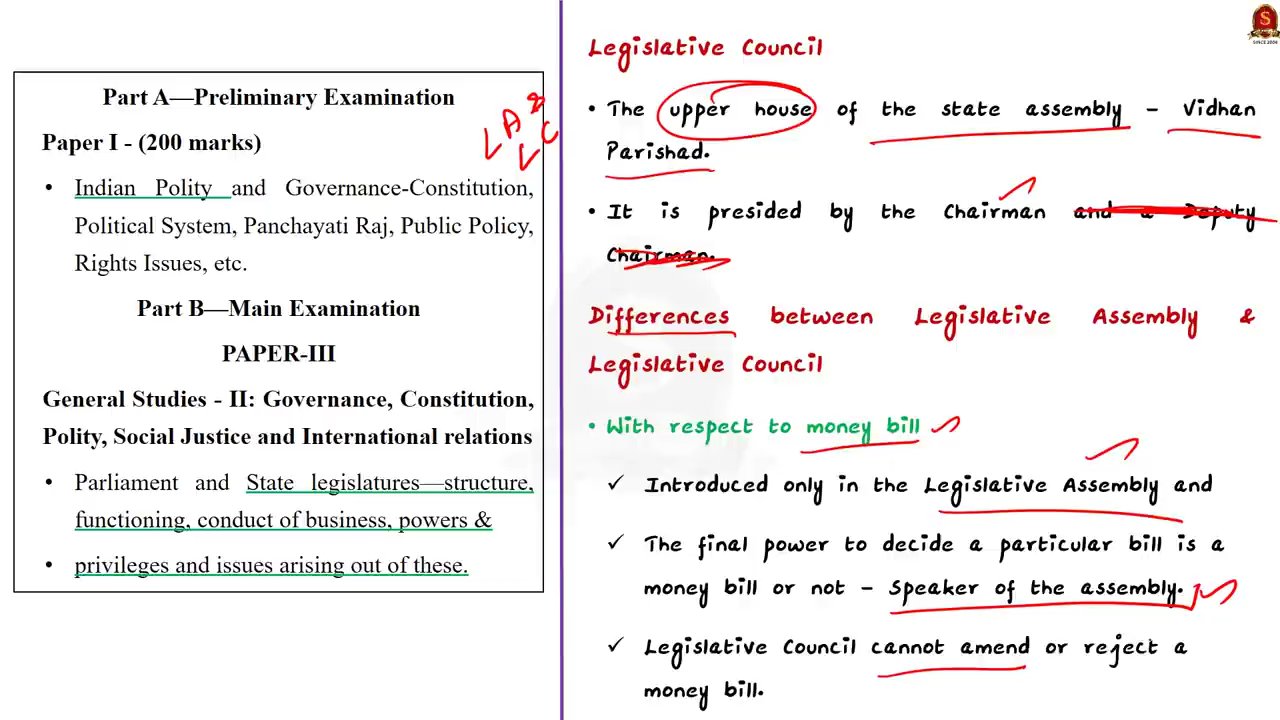 Part A—Preliminary Examination
Paper I - (200 marks)
LA &
LC
• Indian Polity and Governance-Constitution,
Political System, Panchayati Raj, Public Policy,
Rights Issues, etc.
Part B—Main Examination
PAPER-III
General Studies - II: Governance, Constitution,
Polity, Social Justice and International relations
• Parliament and State legislatures—structure,
functioning, conduct of business, powers &
• privileges and issues arising out of these.
S
SINCE 2004
Legislative Council
• The upper house of the state assembly – Vidhan
Parishad.
• It is presided by the Chairman and a Deputy
Chairman.
Differences between Legislative Assembly &
Legislative Council
• With respect to money bill
✓ Introduced only in the Legislative Assembly and
✓ The final power to decide a particular bill is a
money bill or not – Speaker of the assembly.
✓ Legislative Council cannot amend or reject a
money bill.